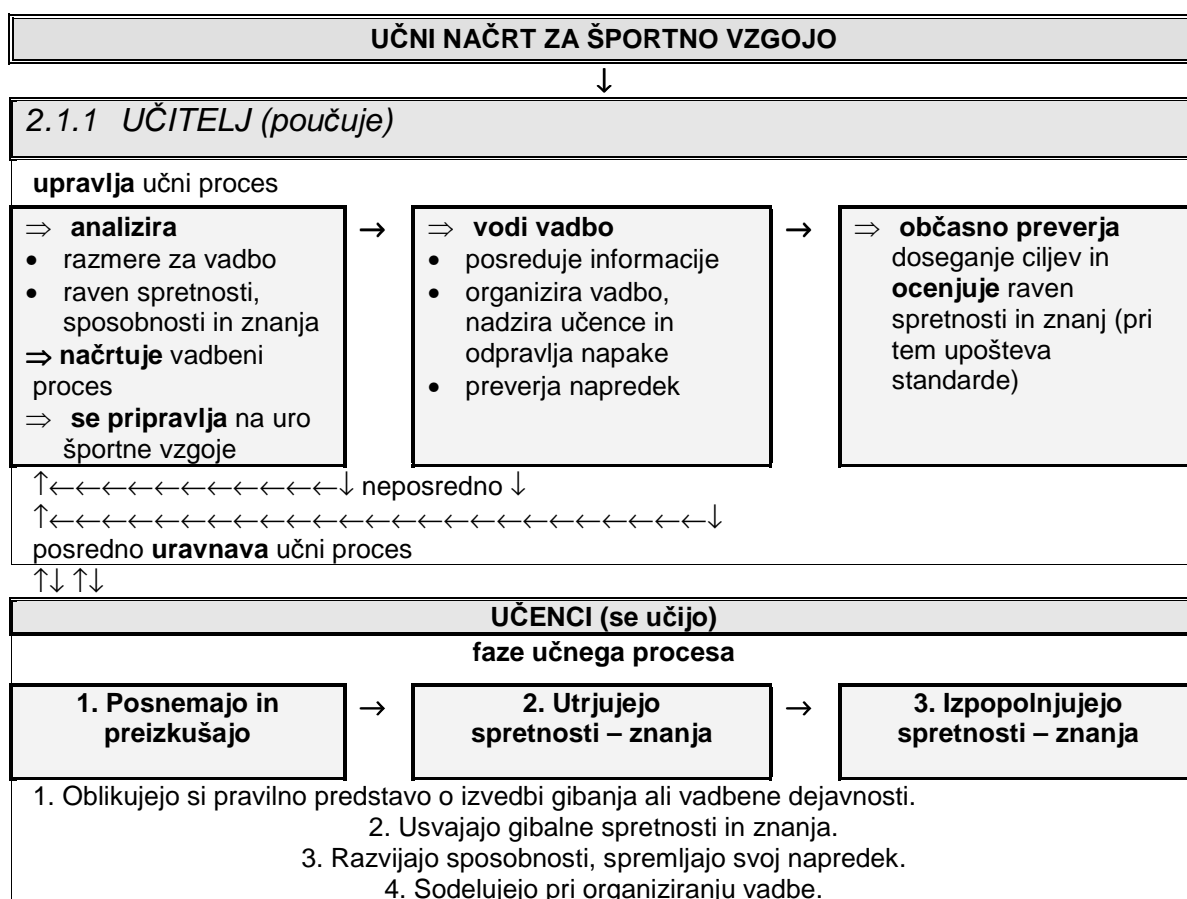 UČNI NAČRT ZA ŠPORTNO VZGOJO
↓
2.1.1 UČITELJ (poučuje)
upravlja učni proces
⇒ analizira
• razmere za vadbo
• raven spretnosti,
sposobnosti in znanja
⇒ načrtuje vadbeni
proces
⇒ se pripravlja na uro
športne vzgoje
→
⇒ vodi vadbo
• posreduje informacije
• organizira vadbo,
nadzira učence in
odpravlja napake
• preverja napredek
→
⇒ občasno preverja
doseganje ciljev in
ocenjuje raven
spretnosti in znanj (pri
tem upošteva
standarde)
↑←←←←←←←←←←←↓ neposredno ↓
↑←←←←←←←←←←←←←←←←←←←←←←←←←↓
posredno uravnava učni proces
↑↓ ↑↓
UČENCI (se učijo)
faze učnega procesa
1. Posnemajo in
preizkušajo
→
2. Utrjujejo
spretnosti – znanja
→
3. Izpopolnjujejo
spretnosti – znanja
1. Oblikujejo si pravilno predstavo o izvedbi gibanja ali vadbene dejavnosti.
2. Usvajajo gibalne spretnosti in znanja.
3. Razvijajo sposobnosti, spremljajo svoj napredek.
4. Sodelujejo pri organiziranju vadbe.